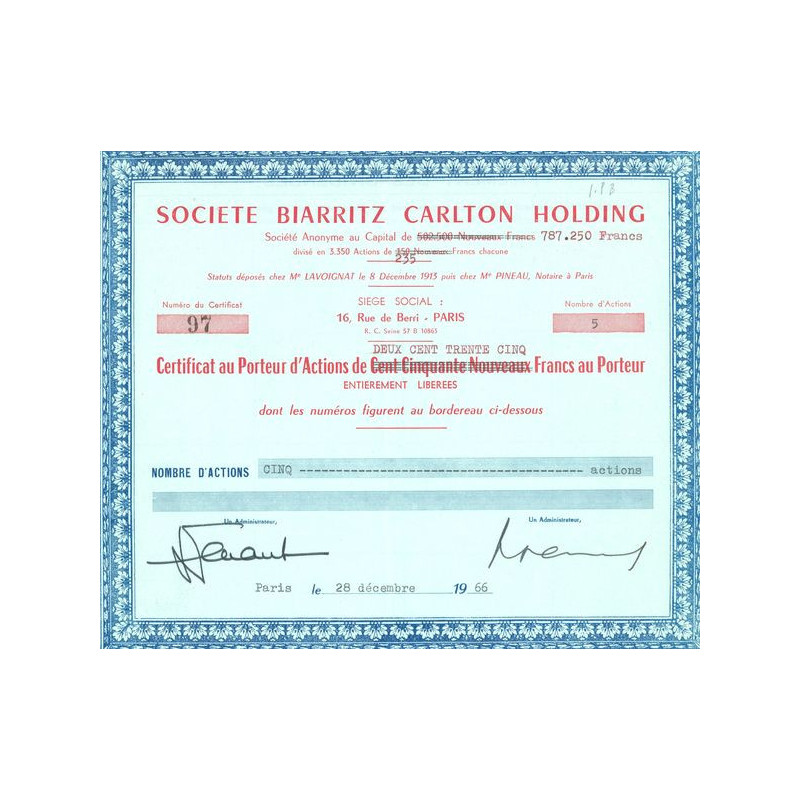 1.83
SOCIETE BIARRITZ CARLTON HOLDING
Société Anonyme au Capital de 502.500 Nouveaux Francs 787.250 Francs
divisé en 3.350 Actions de 150 Nouveaux Francs chacune
235
Statuts déposés chez Mᵉ LAVOIGNAT le 8 Décembre 1913 puis chez Mᵉ PINEAU, Notaire à Paris
Numéro du Certificat
97
SIEGE SOCIAL :
16, Rue de Berri - PARIS
R. C. Seine 57 B 10865
Nombre d'Actions
5
DEUX CENT TRENTE CINQ
Certificat au Porteur d'Actions de Cent Cinquante Nouveaux Francs au Porteur
ENTIEREMENT LIBEREES
dont les numéros figurent au bordereau ci-dessous
NOMBRE D'ACTIONS CINQ ---------------------------------------- actions
Un Administrateur,
Un Administrateur,
Paris le 28 décembre 19 66